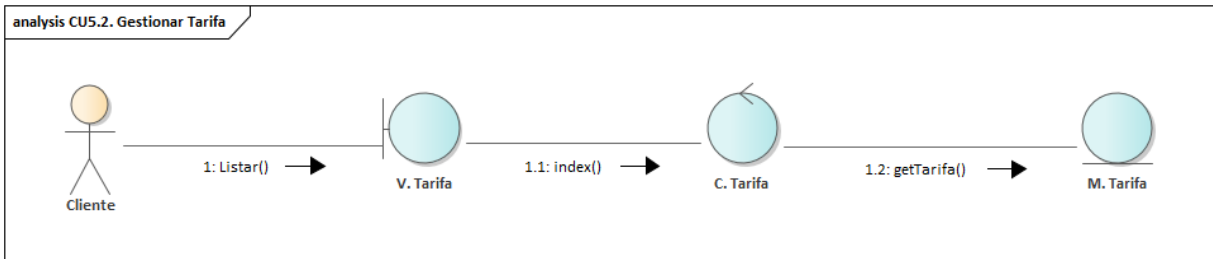 analysis CU5.2. Gestionar Tarifa
1: Listar()
1.1: index()
1.2: getTarifa()
Cliente
V. Tarifa
C. Tarifa
M. Tarifa